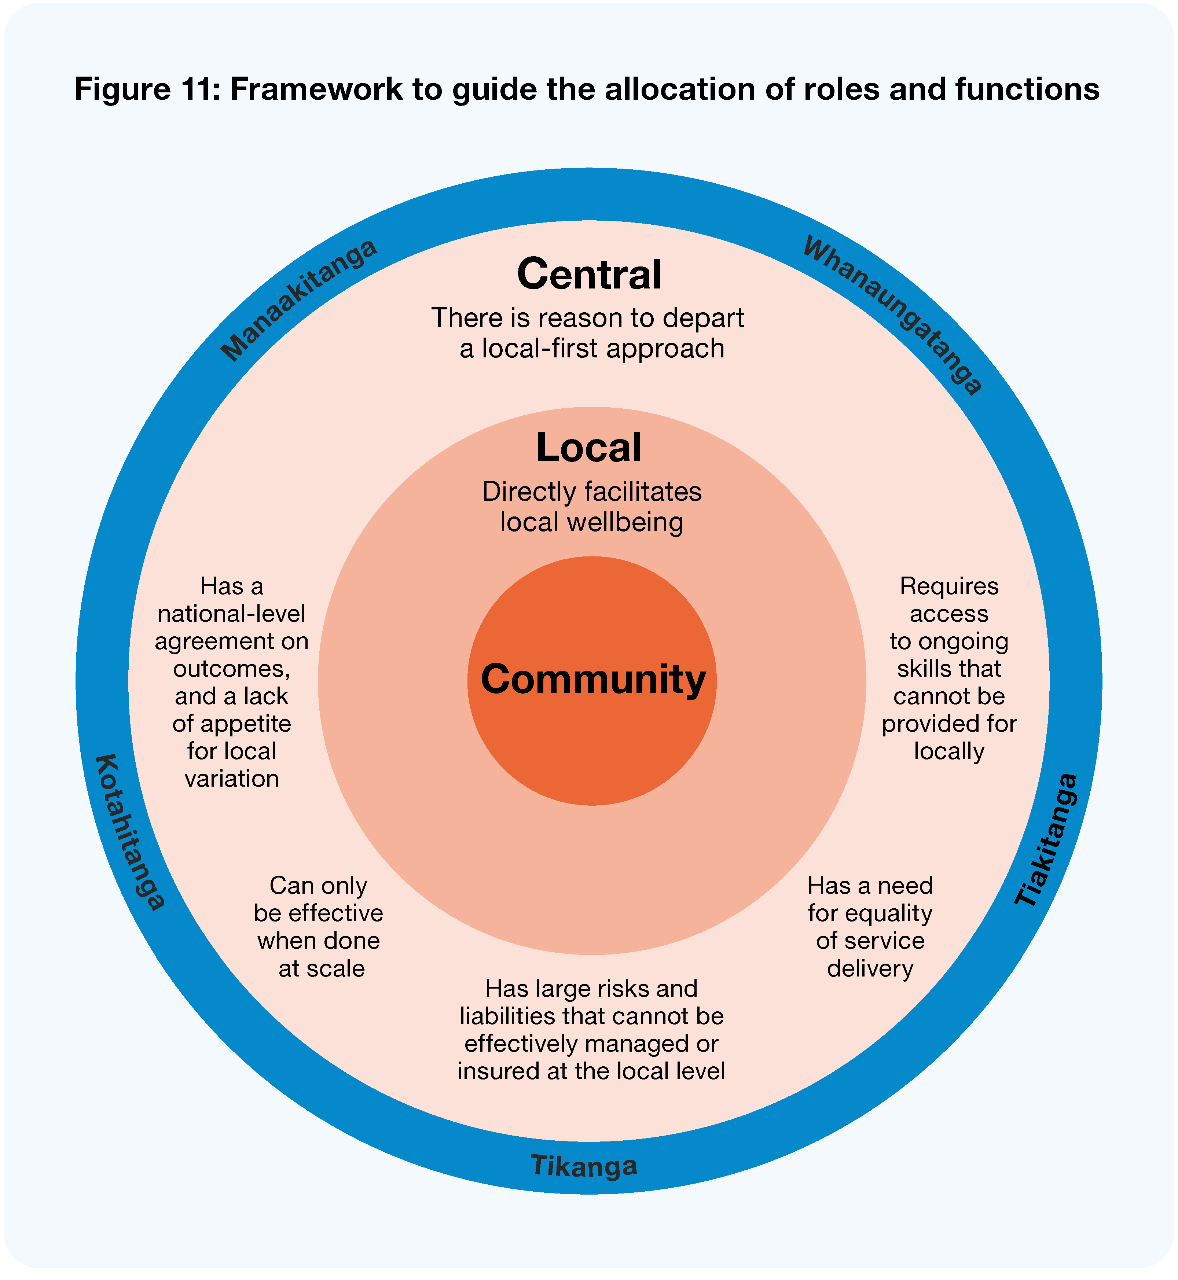 Figure 11: Framework to guide the allocation of roles and functions
Manaakitanga
Whanaungatanga
Central
There is reason to depart
a local-first approach
Local
Directly facilitates
local wellbeing
Community
Has a
national-level
agreement on
outcomes,
and a lack
of appetite
for local
variation
Requires
access
to ongoing
skills that
cannot be
provided for
locally
Kotahitanga
Tiakitanga
Can only
be effective
when done
at scale
Has a need
for equality
of service
delivery
Has large risks and
liabilities that cannot be
effectively managed or
insured at the local level
Tikanga